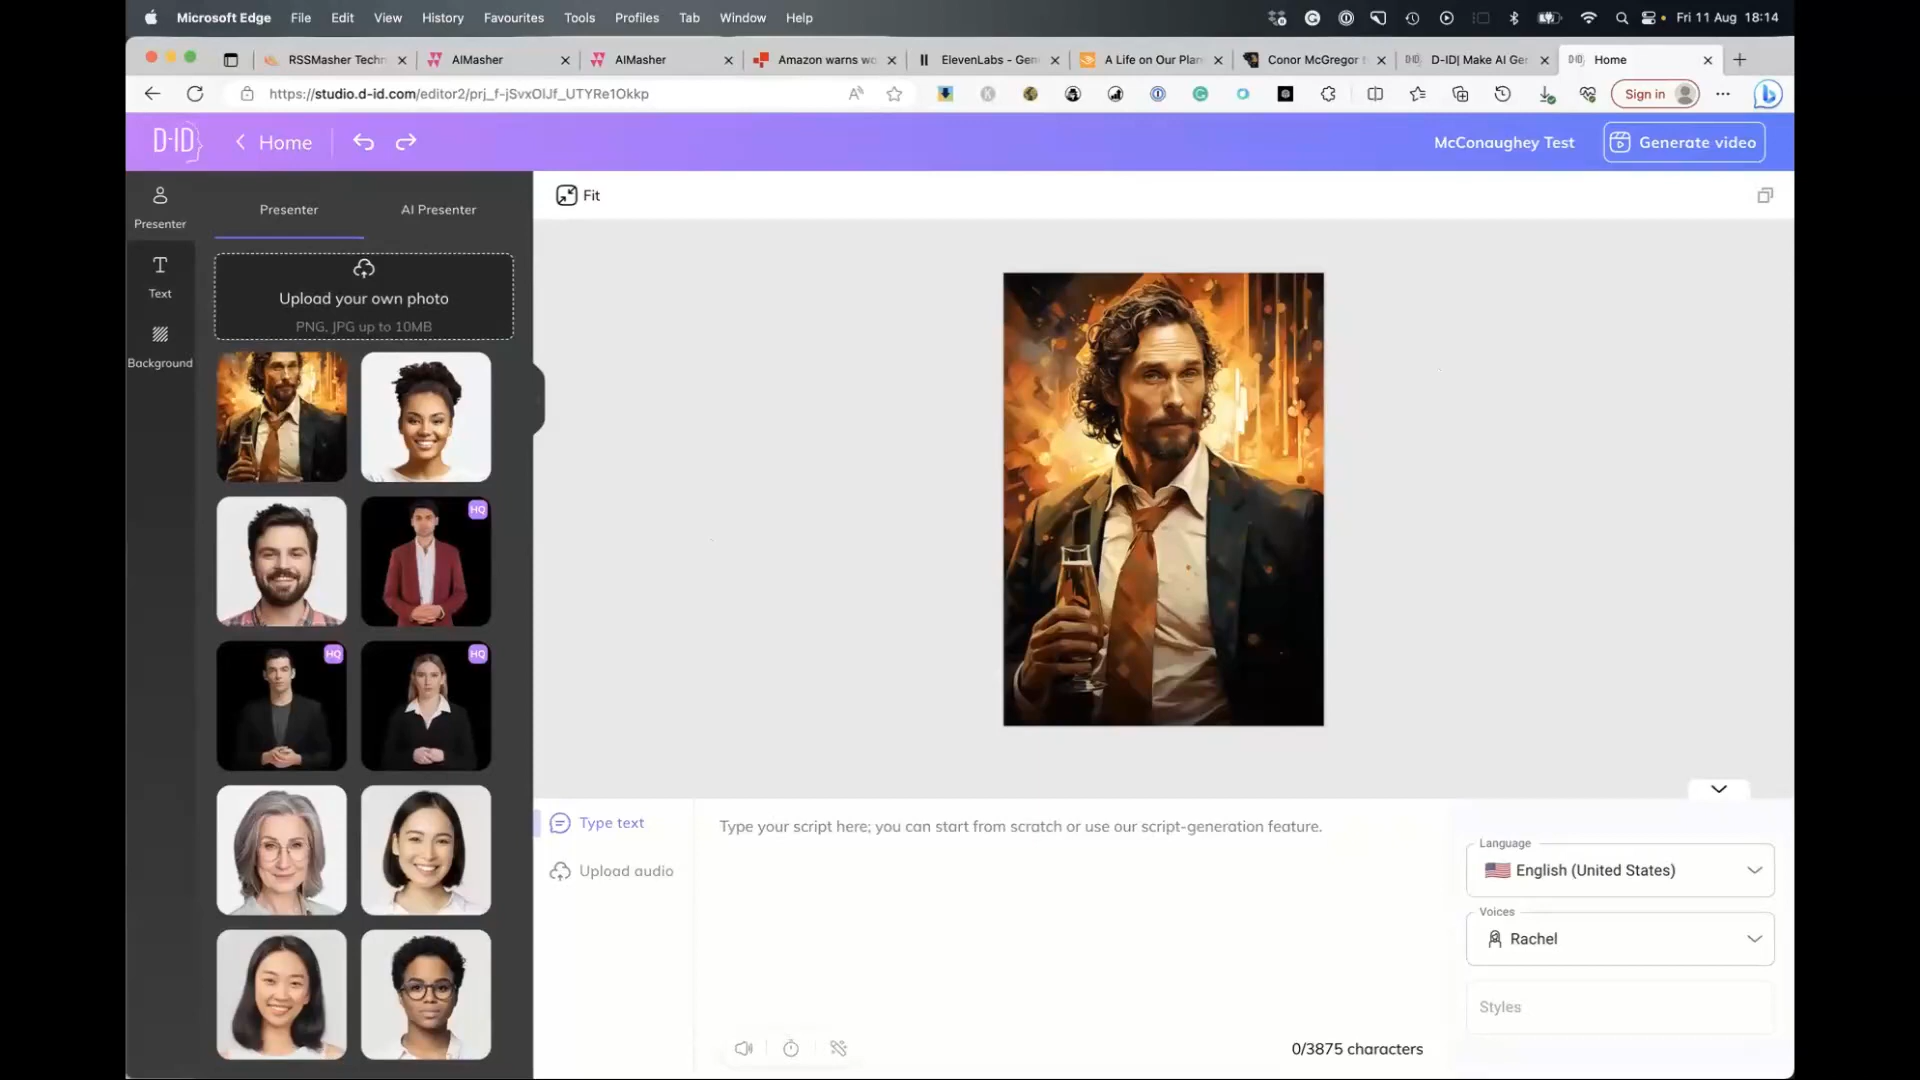 Microsoft Edge File Edit View History Favourites Tools Profiles Tab Window Help Fri 11 Aug 18:14
RSSMasher Techn AIMasher AIMasher Amazon warns wo ElevenLabs - Gen A Life on Our Plan Conor McGregor D-ID| Make AI Gen Home
https://studio.d-id.com/editor2/prj_f-jSvxOlJf_UTYRe1Okkp Sign in
D-ID Home McConaughey Test Generate video
Presenter
Text
Background
Presenter AI Presenter
Upload your own photo
PNG, JPG up to 10MB
HQ
HQ HQ
Fit
Type text
Upload audio
Type your script here; you can start from scratch or use our script-generation feature.
0/3875 characters
Language
English (United States)
Voices
Rachel
Styles